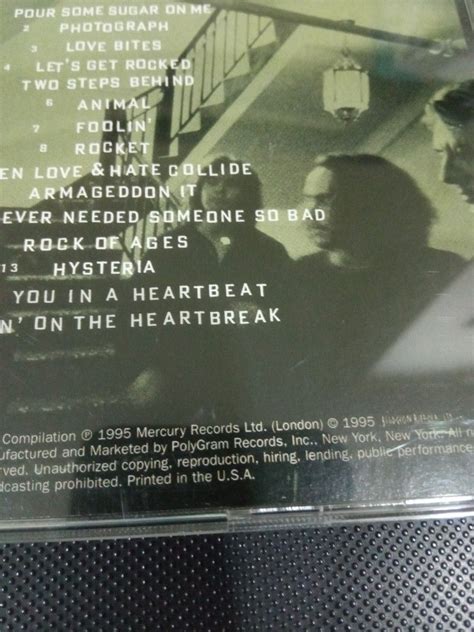 POUR SOME SUGAR ON ME
2 PHOTOGRAPH
3 LOVE BITES
4 LET'S GET ROCKED
TWO STEPS BEHIND
6 ANIMAL
7 FOOLIN'
8 ROCKET
EN LOVE & HATE COLLIDE
ARMAGEDDON IT
EVER NEEDED SOMEONE SO BAD
ROCK OF AGES
13 HYSTERIA
YOU IN A HEARTBEAT
N' ON THE HEARTBREAK
Compilation ℗ 1995 Mercury Records Ltd. (London) © 1995
ufactured and Marketed by PolyGram Records, Inc., New York, New York. All r
rved. Unauthorized copying, reproduction, hiring, lending, public performance
dcasting prohibited. Printed in the U.S.A.